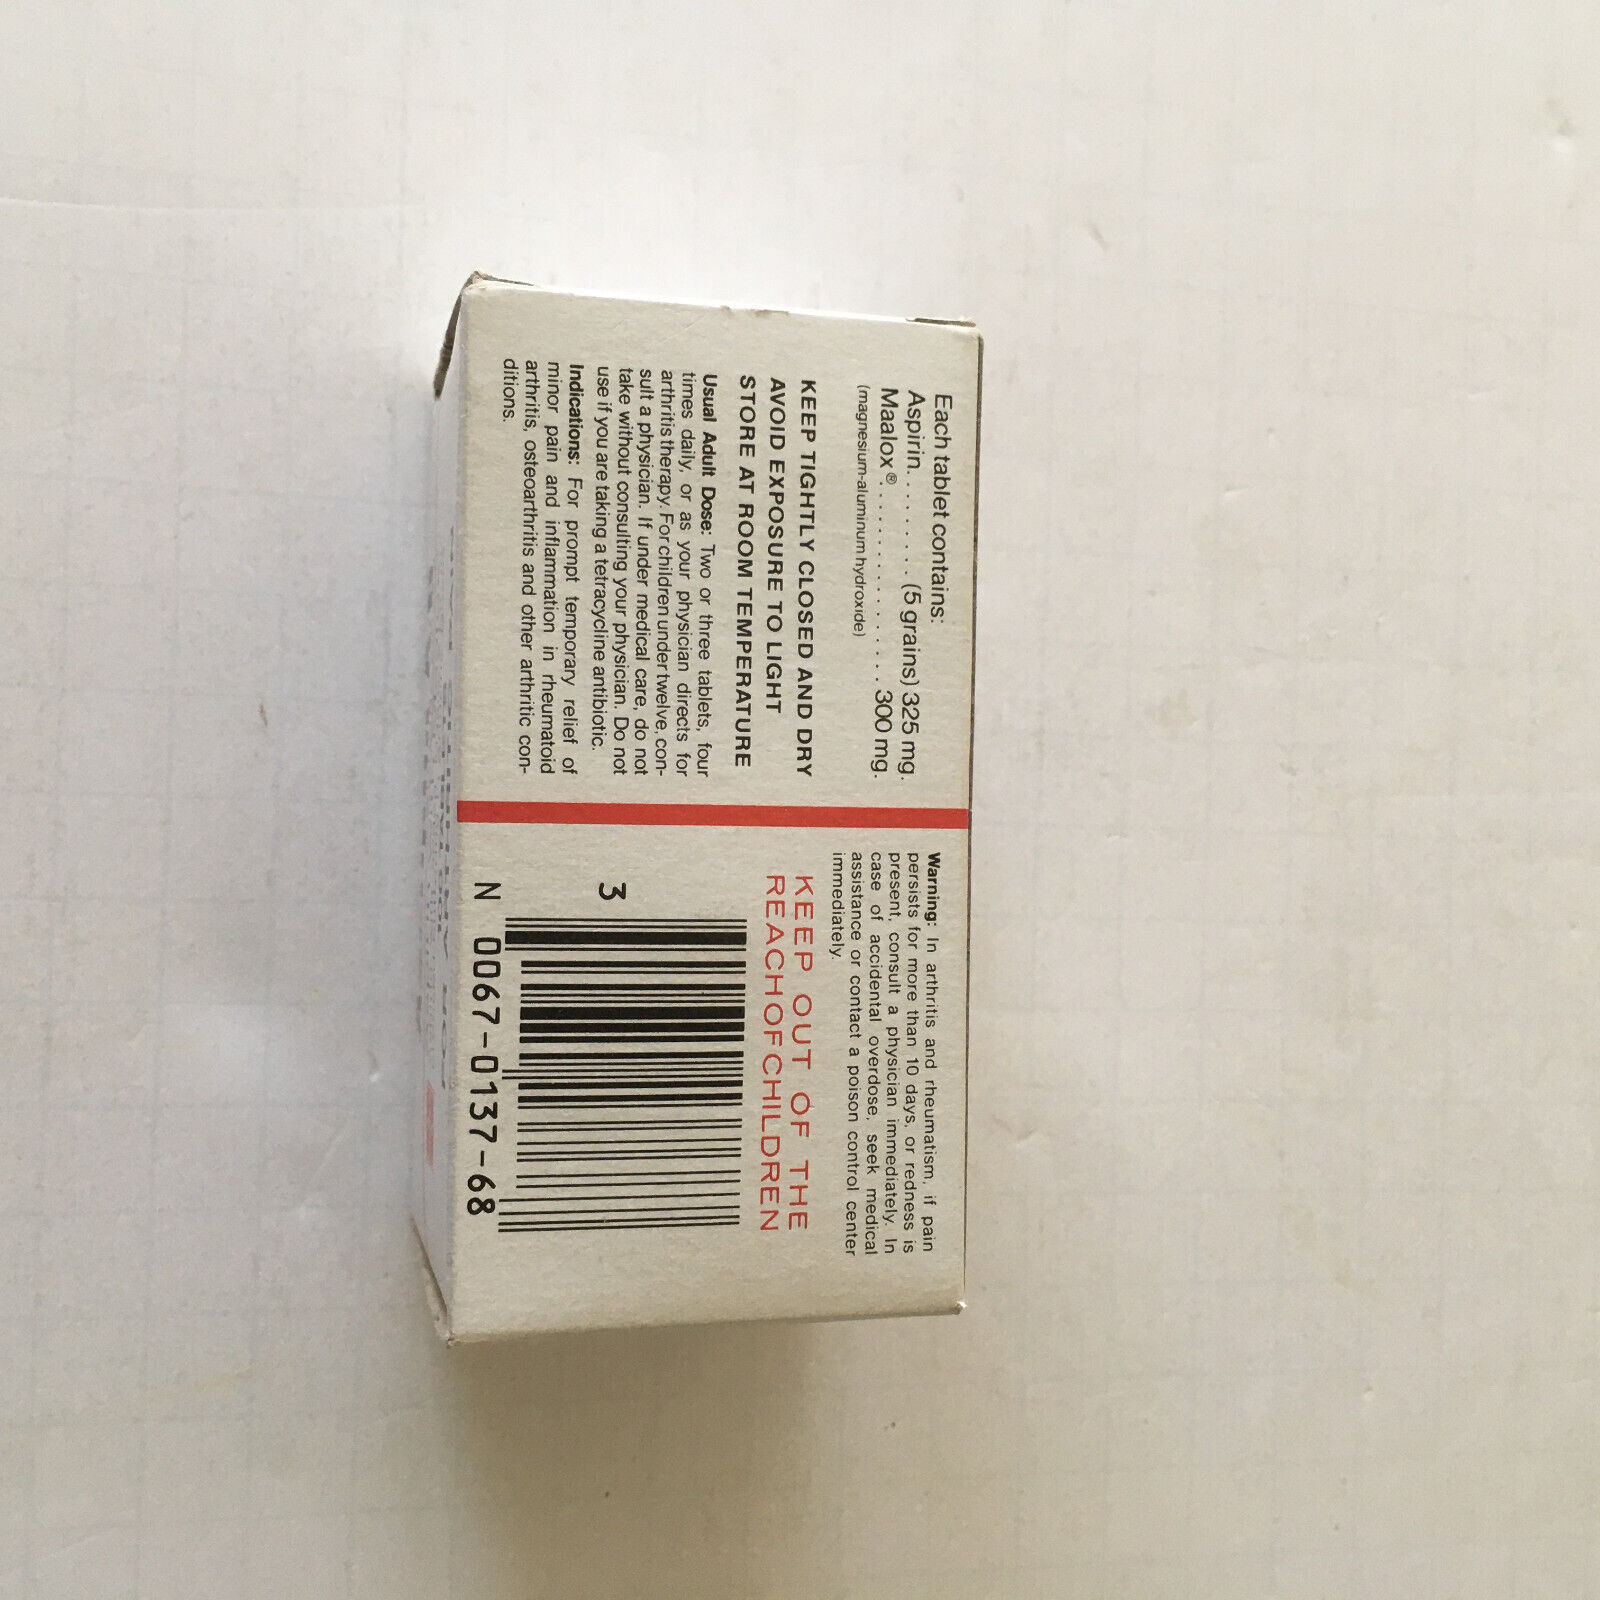 Each tablet contains:
Aspirin. . . . . . . . . (5 grains) 325 mg.
Maalox® . . . . . . . . . . . . . . . . 300 mg.
(magnesium-aluminum hydroxide)
KEEP TIGHTLY CLOSED AND DRY
AVOID EXPOSURE TO LIGHT
STORE AT ROOM TEMPERATURE
Usual Adult Dose: Two or three tablets, four
times daily, or as your physician directs for
arthritis therapy. For children under twelve, con-
sult a physician. If under medical care, do not
take without consulting your physician. Do not
use if you are taking a tetracycline antibiotic.
Indications: For prompt temporary relief of
minor pain and inflammation in rheumatoid
arthritis, osteoarthritis and other arthritic con-
ditions.
Warning: In arthritis and rheumatism, if pain
persists for more than 10 days, or redness is
present, consult a physician immediately. In
case of accidental overdose, seek medical
assistance or contact a poison control center
immediately.
KEEP OUT OF THE
REACH OF CHILDREN
3
N 0067-0137-68